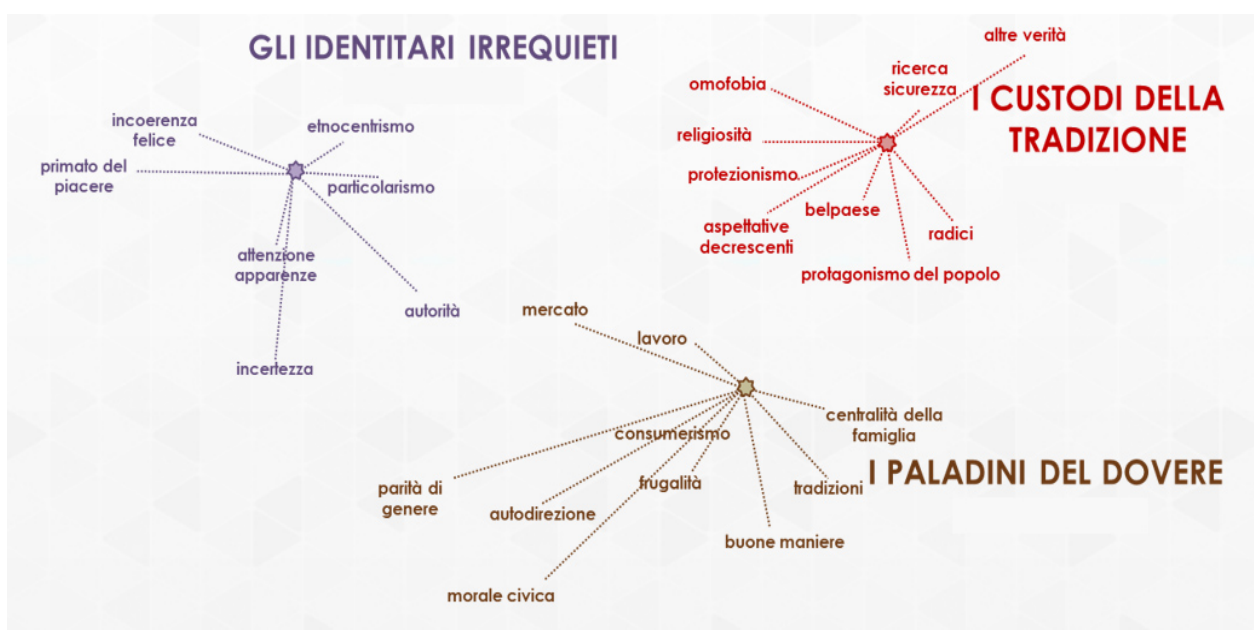 GLI IDENTITARI IRREQUIETI
incoerenza
felice
etnocentrismo
primato del
piacere
particolarismo
attenzione
apparenze
autorità
incertezza
altre verità
ricerca
sicurezza
omofobia
I CUSTODI DELLA
TRADIZIONE
religiosità
protezionismo
belpaese
aspettative
decrescenti
radici
protagonismo del popolo
mercato
lavoro
centralità della
famiglia
consumerismo
I PALADINI DEL DOVERE
frugalità
tradizioni
parità di
genere
autodirezione
buone maniere
morale civica